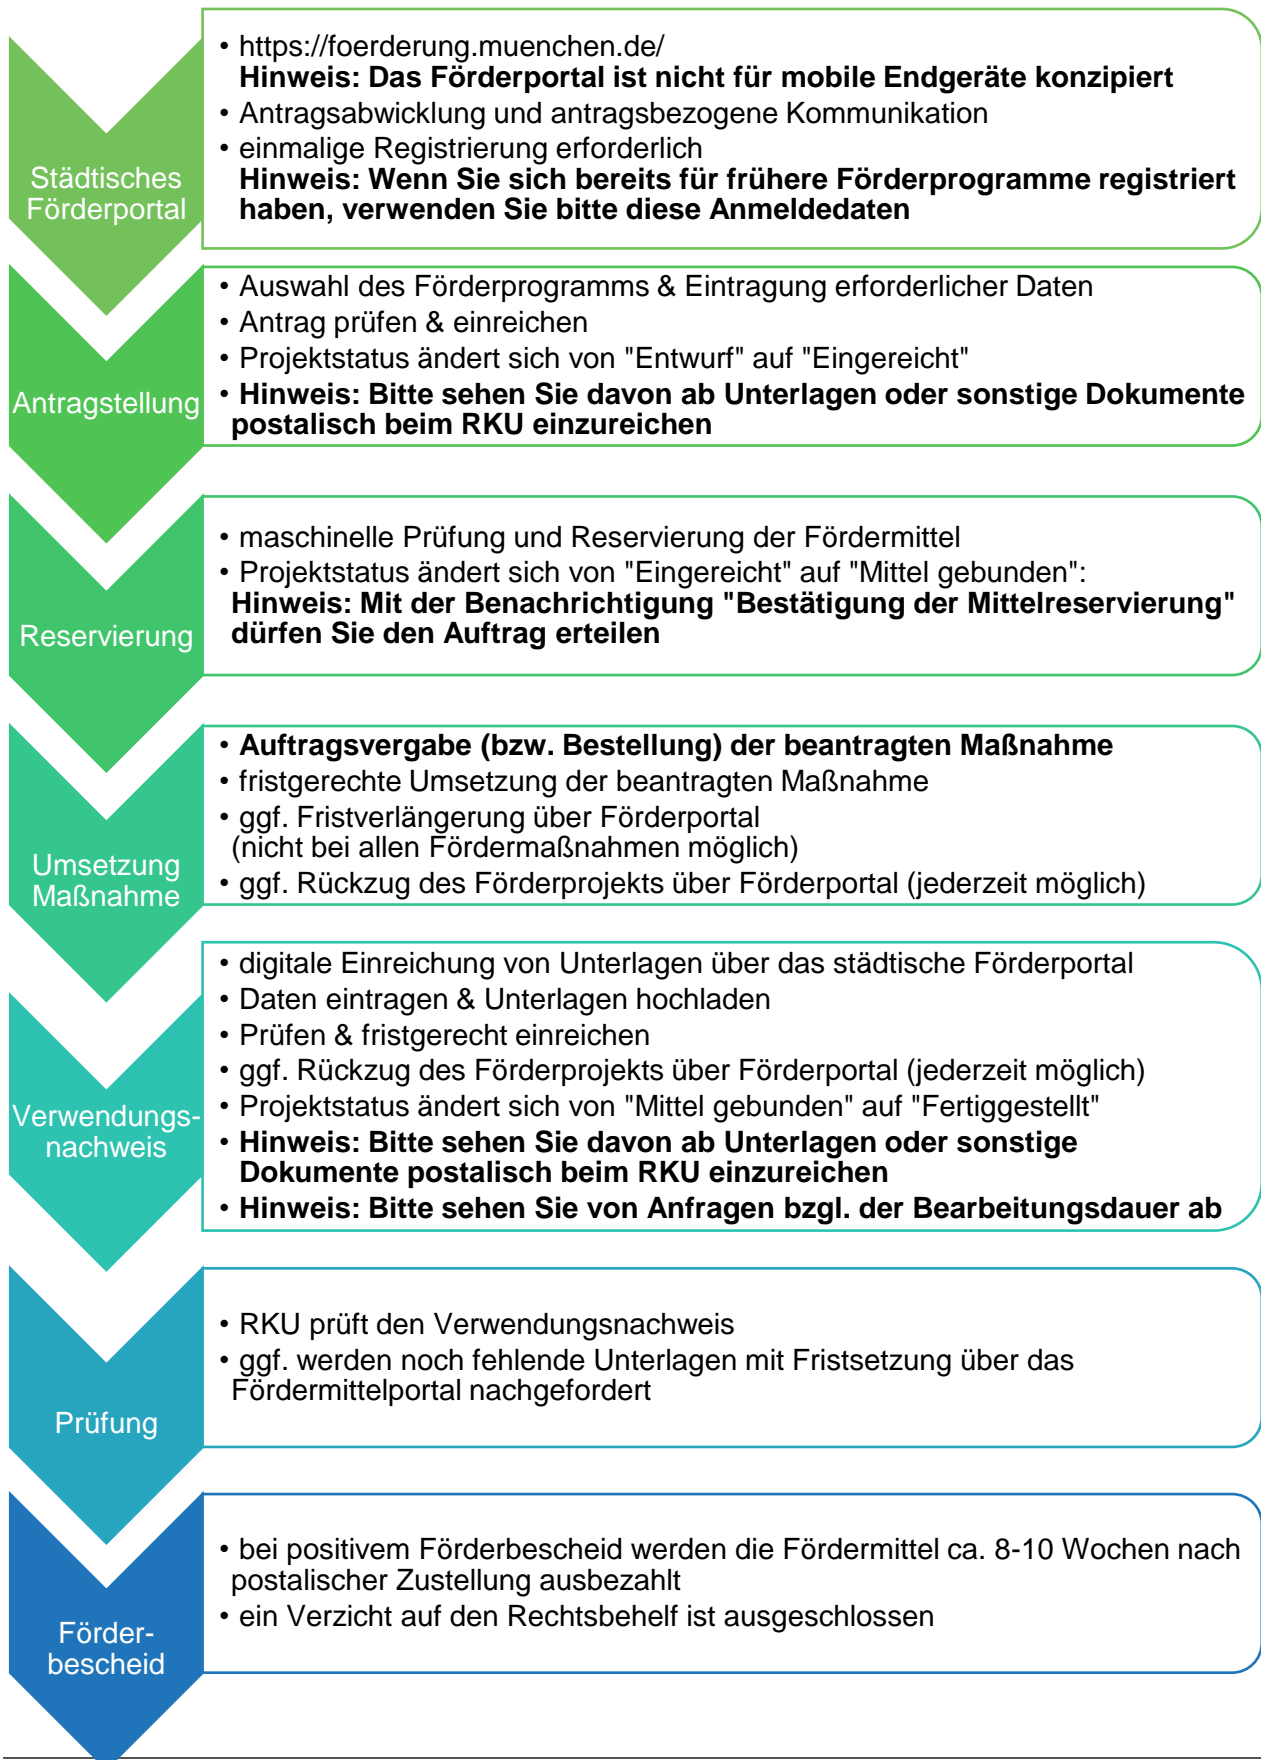 Städtisches
Förderportal
• https://foerderung.muenchen.de/
Hinweis: Das Förderportal ist nicht für mobile Endgeräte konzipiert
• Antragsabwicklung und antragsbezogene Kommunikation
• einmalige Registrierung erforderlich
Hinweis: Wenn Sie sich bereits für frühere Förderprogramme registriert
haben, verwenden Sie bitte diese Anmeldedaten
Antragstellung
• Auswahl des Förderprogramms & Eintragung erforderlicher Daten
• Antrag prüfen & einreichen
• Projektstatus ändert sich von "Entwurf" auf "Eingereicht"
• Hinweis: Bitte sehen Sie davon ab Unterlagen oder sonstige Dokumente
postalisch beim RKU einzureichen
Reservierung
• maschinelle Prüfung und Reservierung der Fördermittel
• Projektstatus ändert sich von "Eingereicht" auf "Mittel gebunden":
Hinweis: Mit der Benachrichtigung "Bestätigung der Mittelreservierung"
dürfen Sie den Auftrag erteilen
Umsetzung
Maßnahme
• Auftragsvergabe (bzw. Bestellung) der beantragten Maßnahme
• fristgerechte Umsetzung der beantragten Maßnahme
• ggf. Fristverlängerung über Förderportal
(nicht bei allen Fördermaßnahmen möglich)
• ggf. Rückzug des Förderprojekts über Förderportal (jederzeit möglich)
Verwendungs-
nachweis
• digitale Einreichung von Unterlagen über das städtische Förderportal
• Daten eintragen & Unterlagen hochladen
• Prüfen & fristgerecht einreichen
• ggf. Rückzug des Förderprojekts über Förderportal (jederzeit möglich)
• Projektstatus ändert sich von "Mittel gebunden" auf "Fertiggestellt"
• Hinweis: Bitte sehen Sie davon ab Unterlagen oder sonstige
Dokumente postalisch beim RKU einzureichen
• Hinweis: Bitte sehen Sie von Anfragen bzgl. der Bearbeitungsdauer ab
Prüfung
• RKU prüft den Verwendungsnachweis
• ggf. werden noch fehlende Unterlagen mit Fristsetzung über das
Fördermittelportal nachgefordert
Förder-
bescheid
• bei positivem Förderbescheid werden die Fördermittel ca. 8-10 Wochen nach
postalischer Zustellung ausbezahlt
• ein Verzicht auf den Rechtsbehelf ist ausgeschlossen